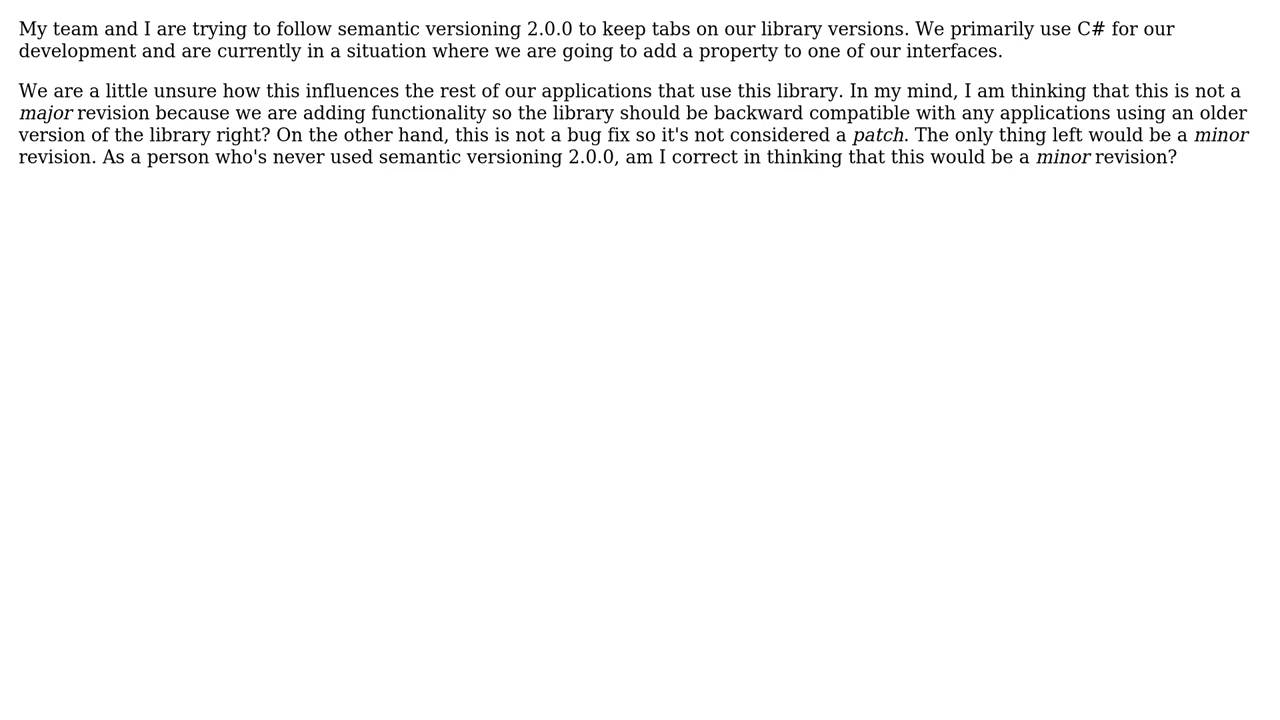 My team and I are trying to follow semantic versioning 2.0.0 to keep tabs on our library versions. We primarily use C# for our
development and are currently in a situation where we are going to add a property to one of our interfaces.
We are a little unsure how this influences the rest of our applications that use this library. In my mind, I am thinking that this is not a
major revision because we are adding functionality so the library should be backward compatible with any applications using an older
version of the library right? On the other hand, this is not a bug fix so it's not considered a patch. The only thing left would be a minor
revision. As a person who's never used semantic versioning 2.0.0, am I correct in thinking that this would be a minor revision?